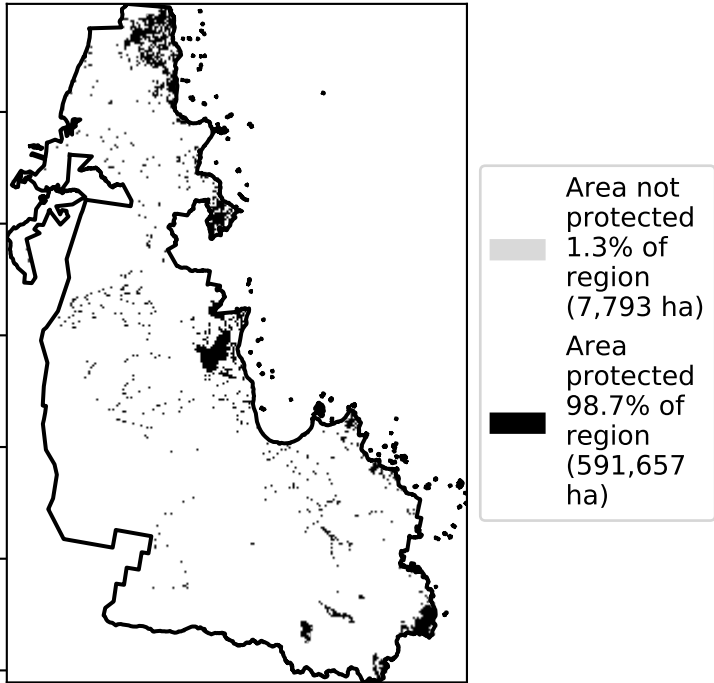 Area not
protected
1.3% of
region
(7,793 ha)
Area
protected
98.7% of
region
(591,657
ha)